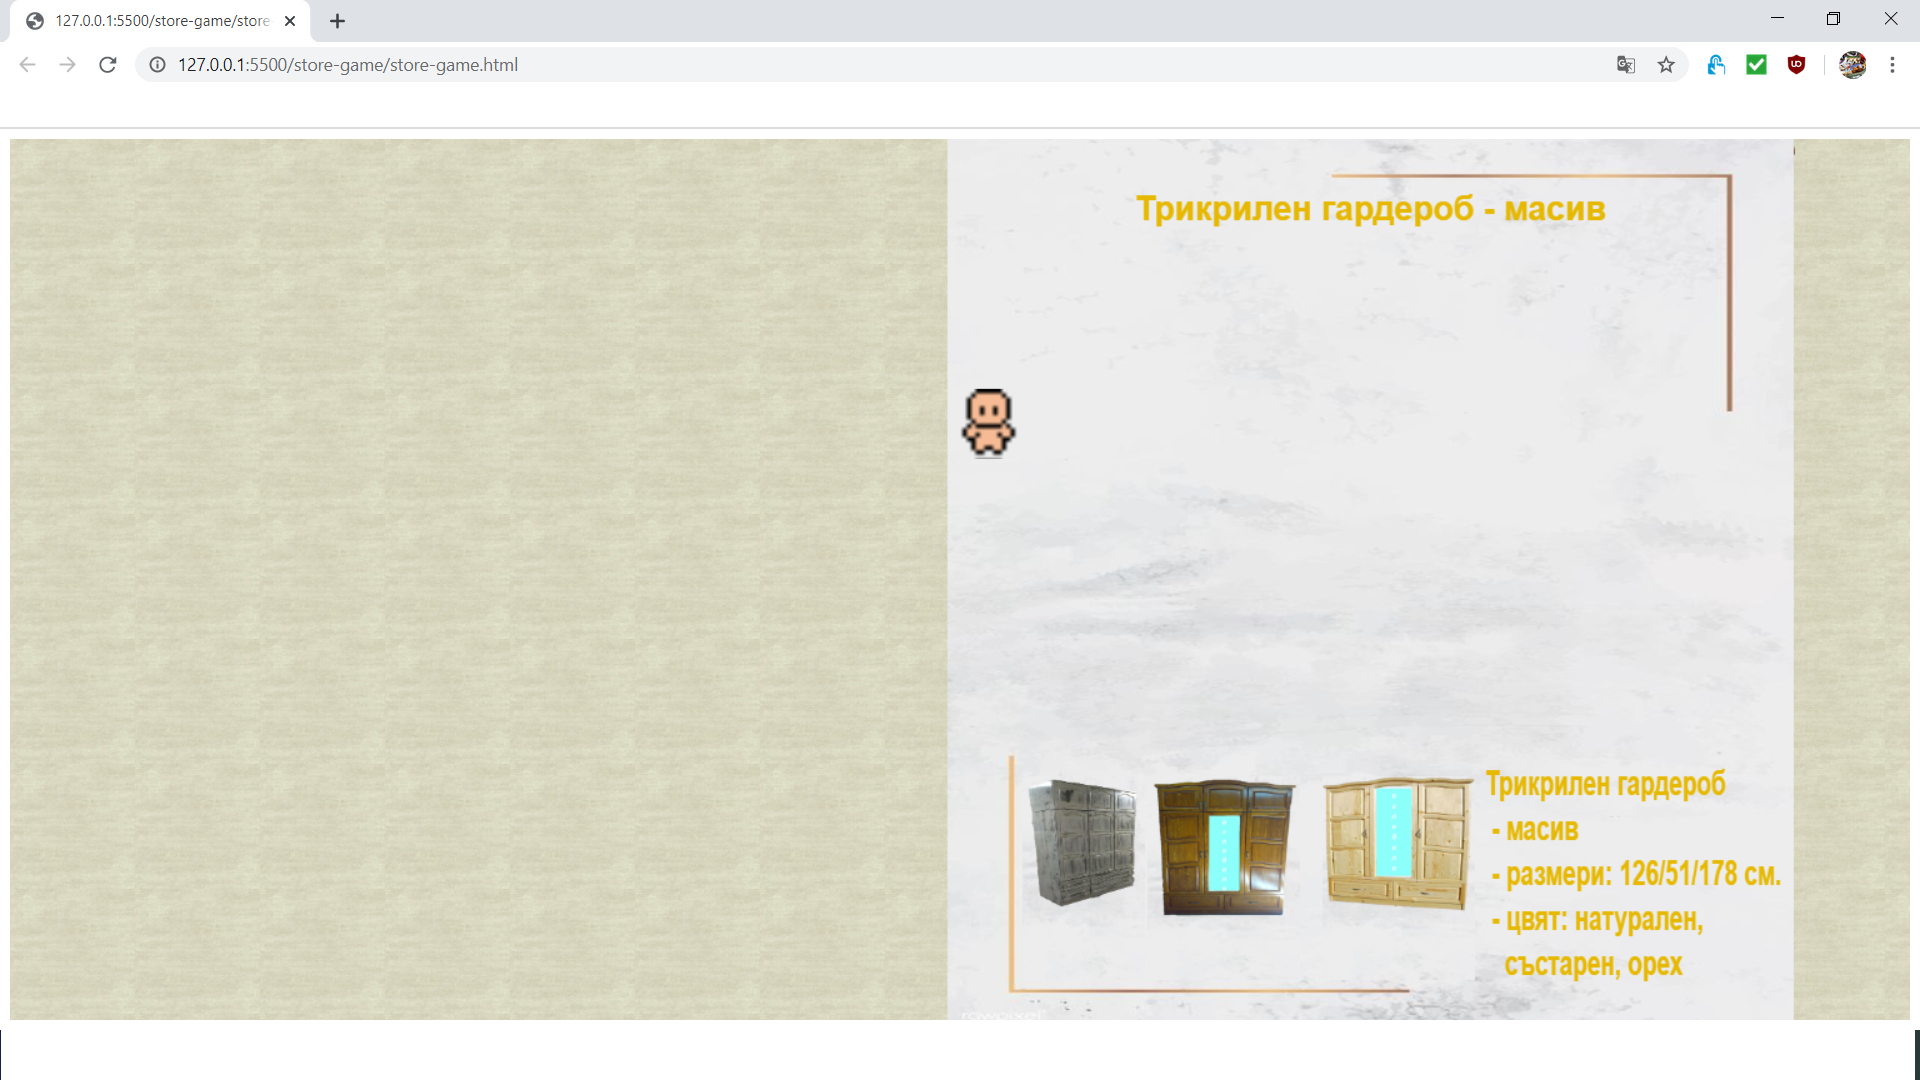 127.0.0.1:5500/store-game/store-
127.0.0.1:5500/store-game/store-game.html
Трикрилен гардероб - масив
Трикрилен гардероб
- масив
- размери: 126/51/178 см.
- цвят: натурален,
състарен, орех
rawpixel